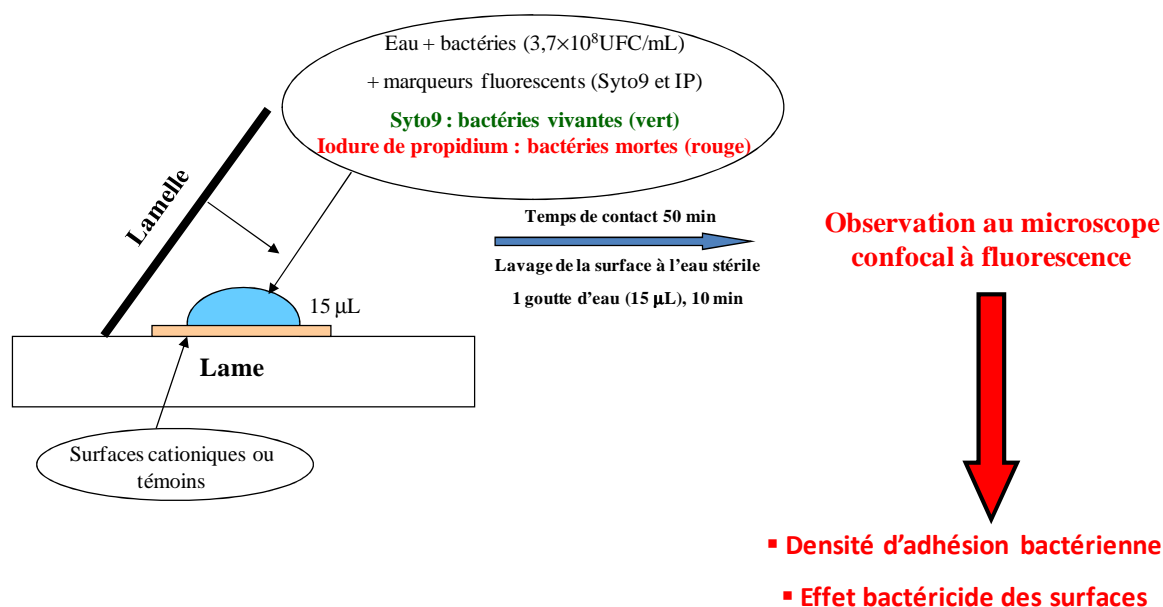 Eau + bactéries (3,7×10⁸UFC/mL)
+ marqueurs fluorescents (Syto9 et IP)
Syto9 : bactéries vivantes (vert)
Iodure de propidium : bactéries mortes (rouge)
Lamelle
15 µL
Lame
Surfaces cationiques ou
témoins
Temps de contact 50 min
Lavage de la surface à l’eau stérile
1 goutte d’eau (15 µL), 10 min
Observation au microscope
confocal à fluorescence
▪ Densité d’adhésion bactérienne
▪ Effet bactéricide des surfaces